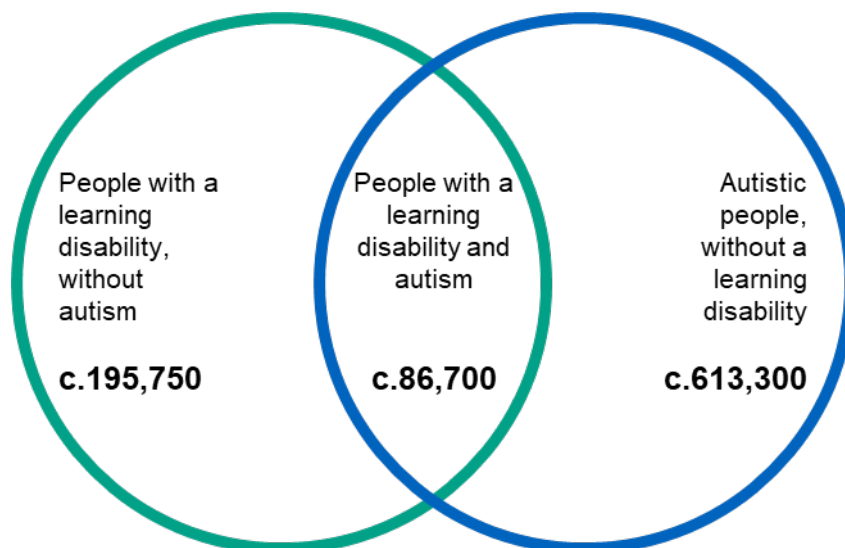 People with a
learning
disability,
without
autism
c.195,750
People with a
learning
disability and
autism
c.86,700
Autistic
people,
without a
learning
disability
c.613,300